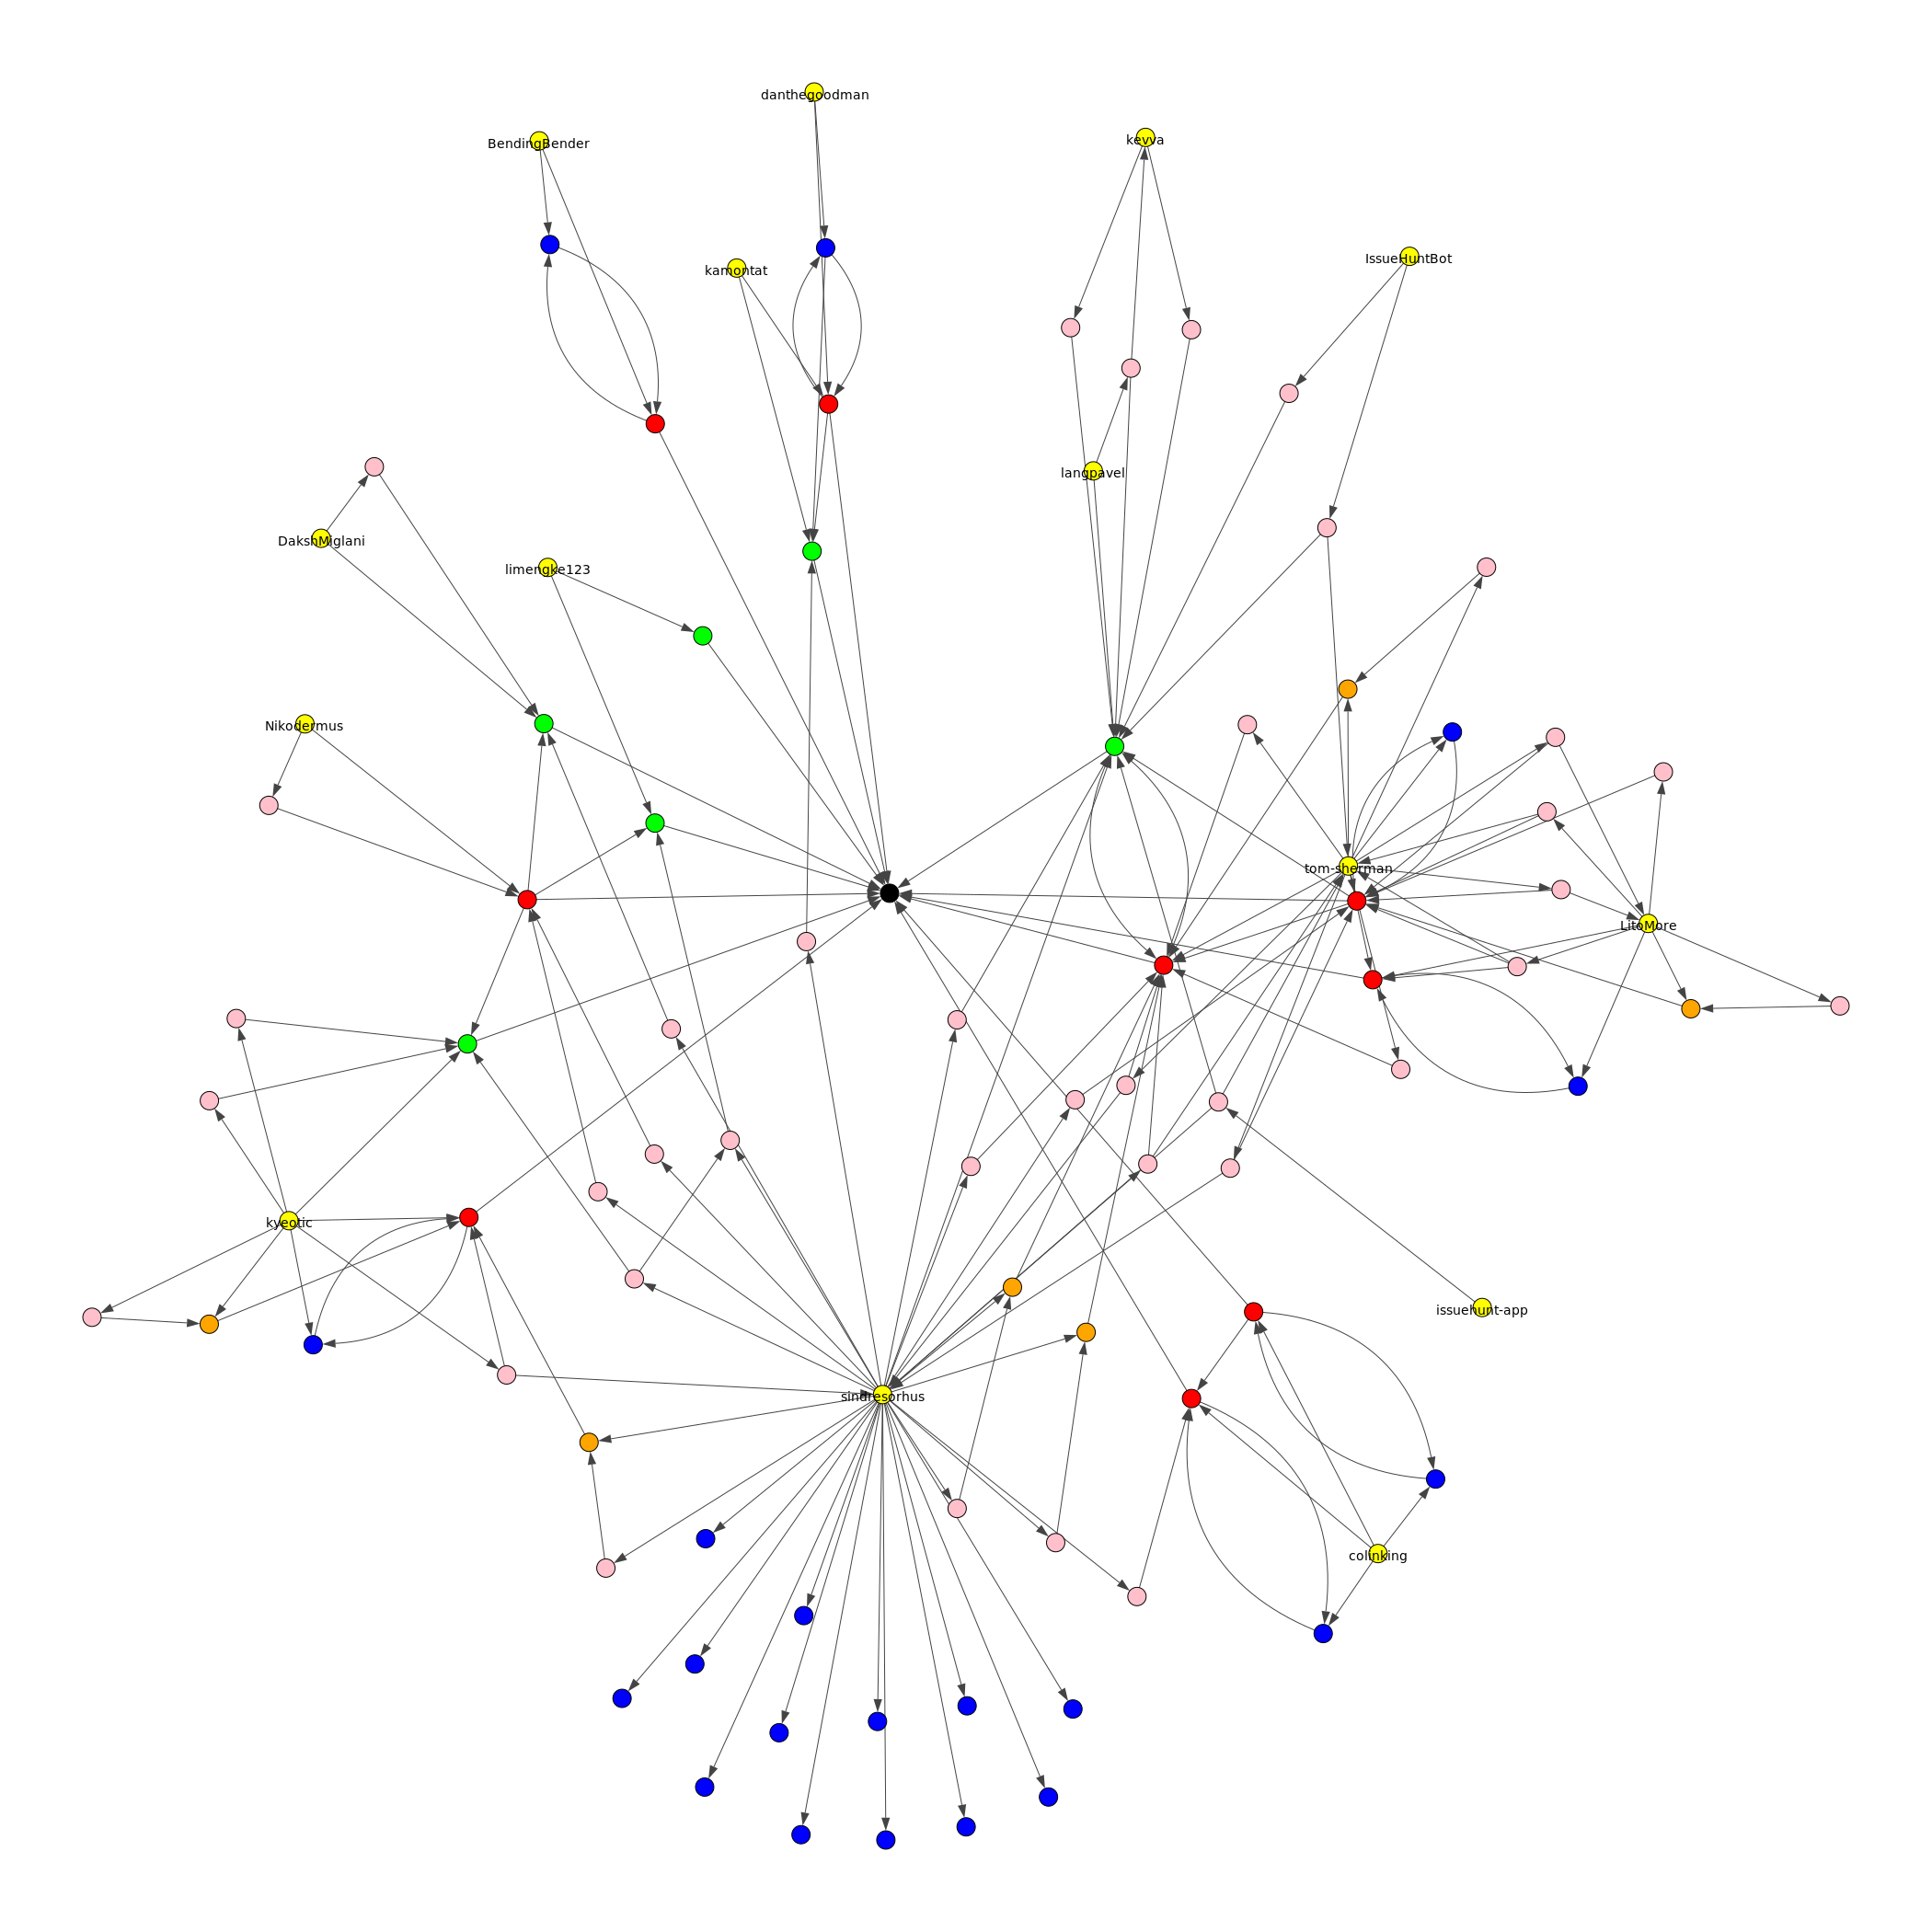 danthegoodman
kevva
BendingBender
IssueHuntBot
kamontat
langpavel
DakshMiglani
limengke123
Nikodermus
tom-sherman
LitoMore
kyeotic
issuehunt-app
sindresorhus
colinking